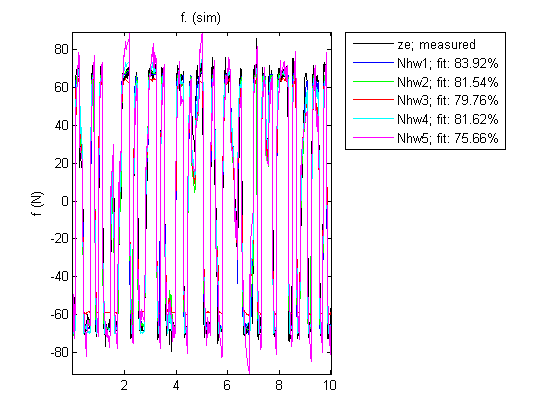 f. (sim)
ze; measured
Nhw1; fit: 83.92%
Nhw2; fit: 81.54%
Nhw3; fit: 79.76%
Nhw4; fit: 81.62%
Nhw5; fit: 75.66%
f (N)
80
60
40
20
0
-20
-40
-60
-80
2
4
6
8
10